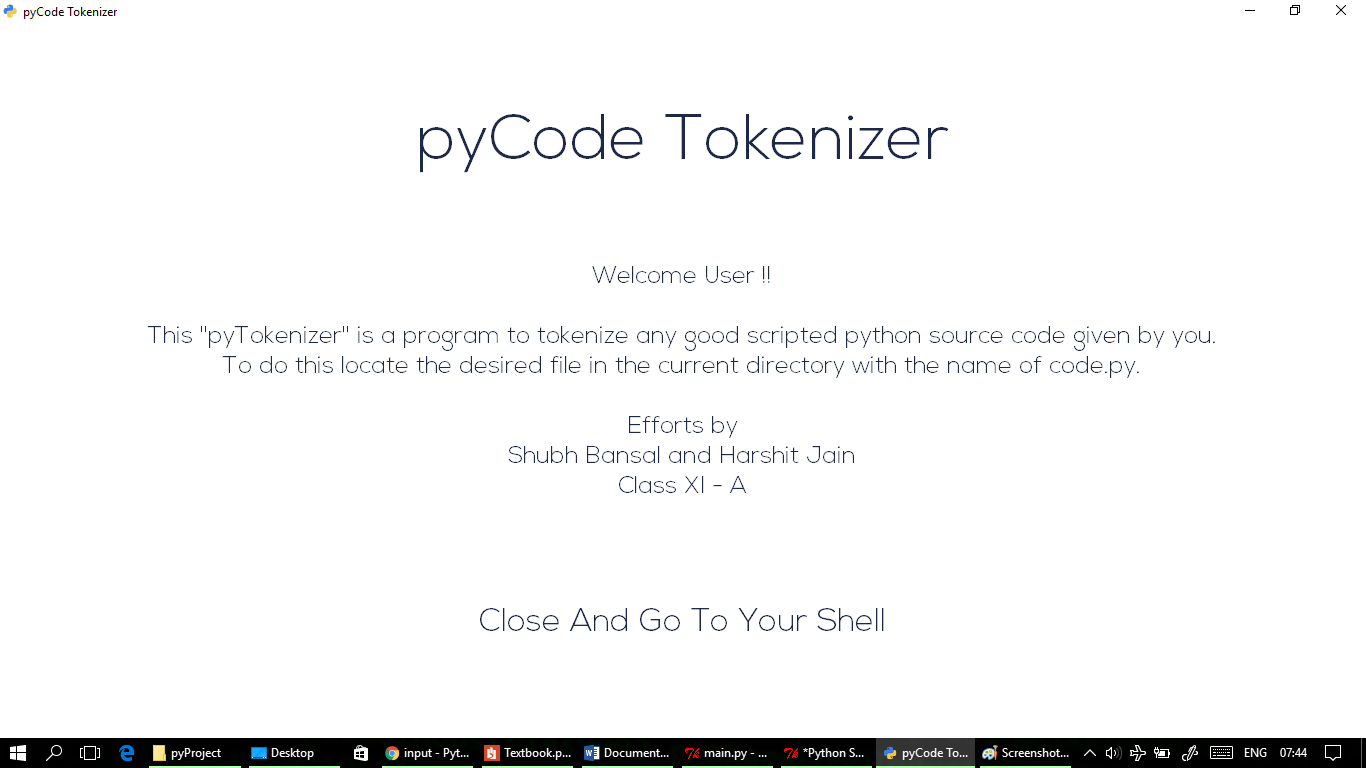 pyCode Tokenizer
pyCode Tokenizer
Welcome User !!
This "pyTokenizer" is a program to tokenize any good scripted python source code given by you.
To do this locate the desired file in the current directory with the name of code.py.
Efforts by
Shubh Bansal and Harshit Jain
Class XI - A
Close And Go To Your Shell
pyProject Desktop input - Pyt... Textbook.p... Document... main.py - ... *Python S... pyCode To... Screenshot... ENG 07:44